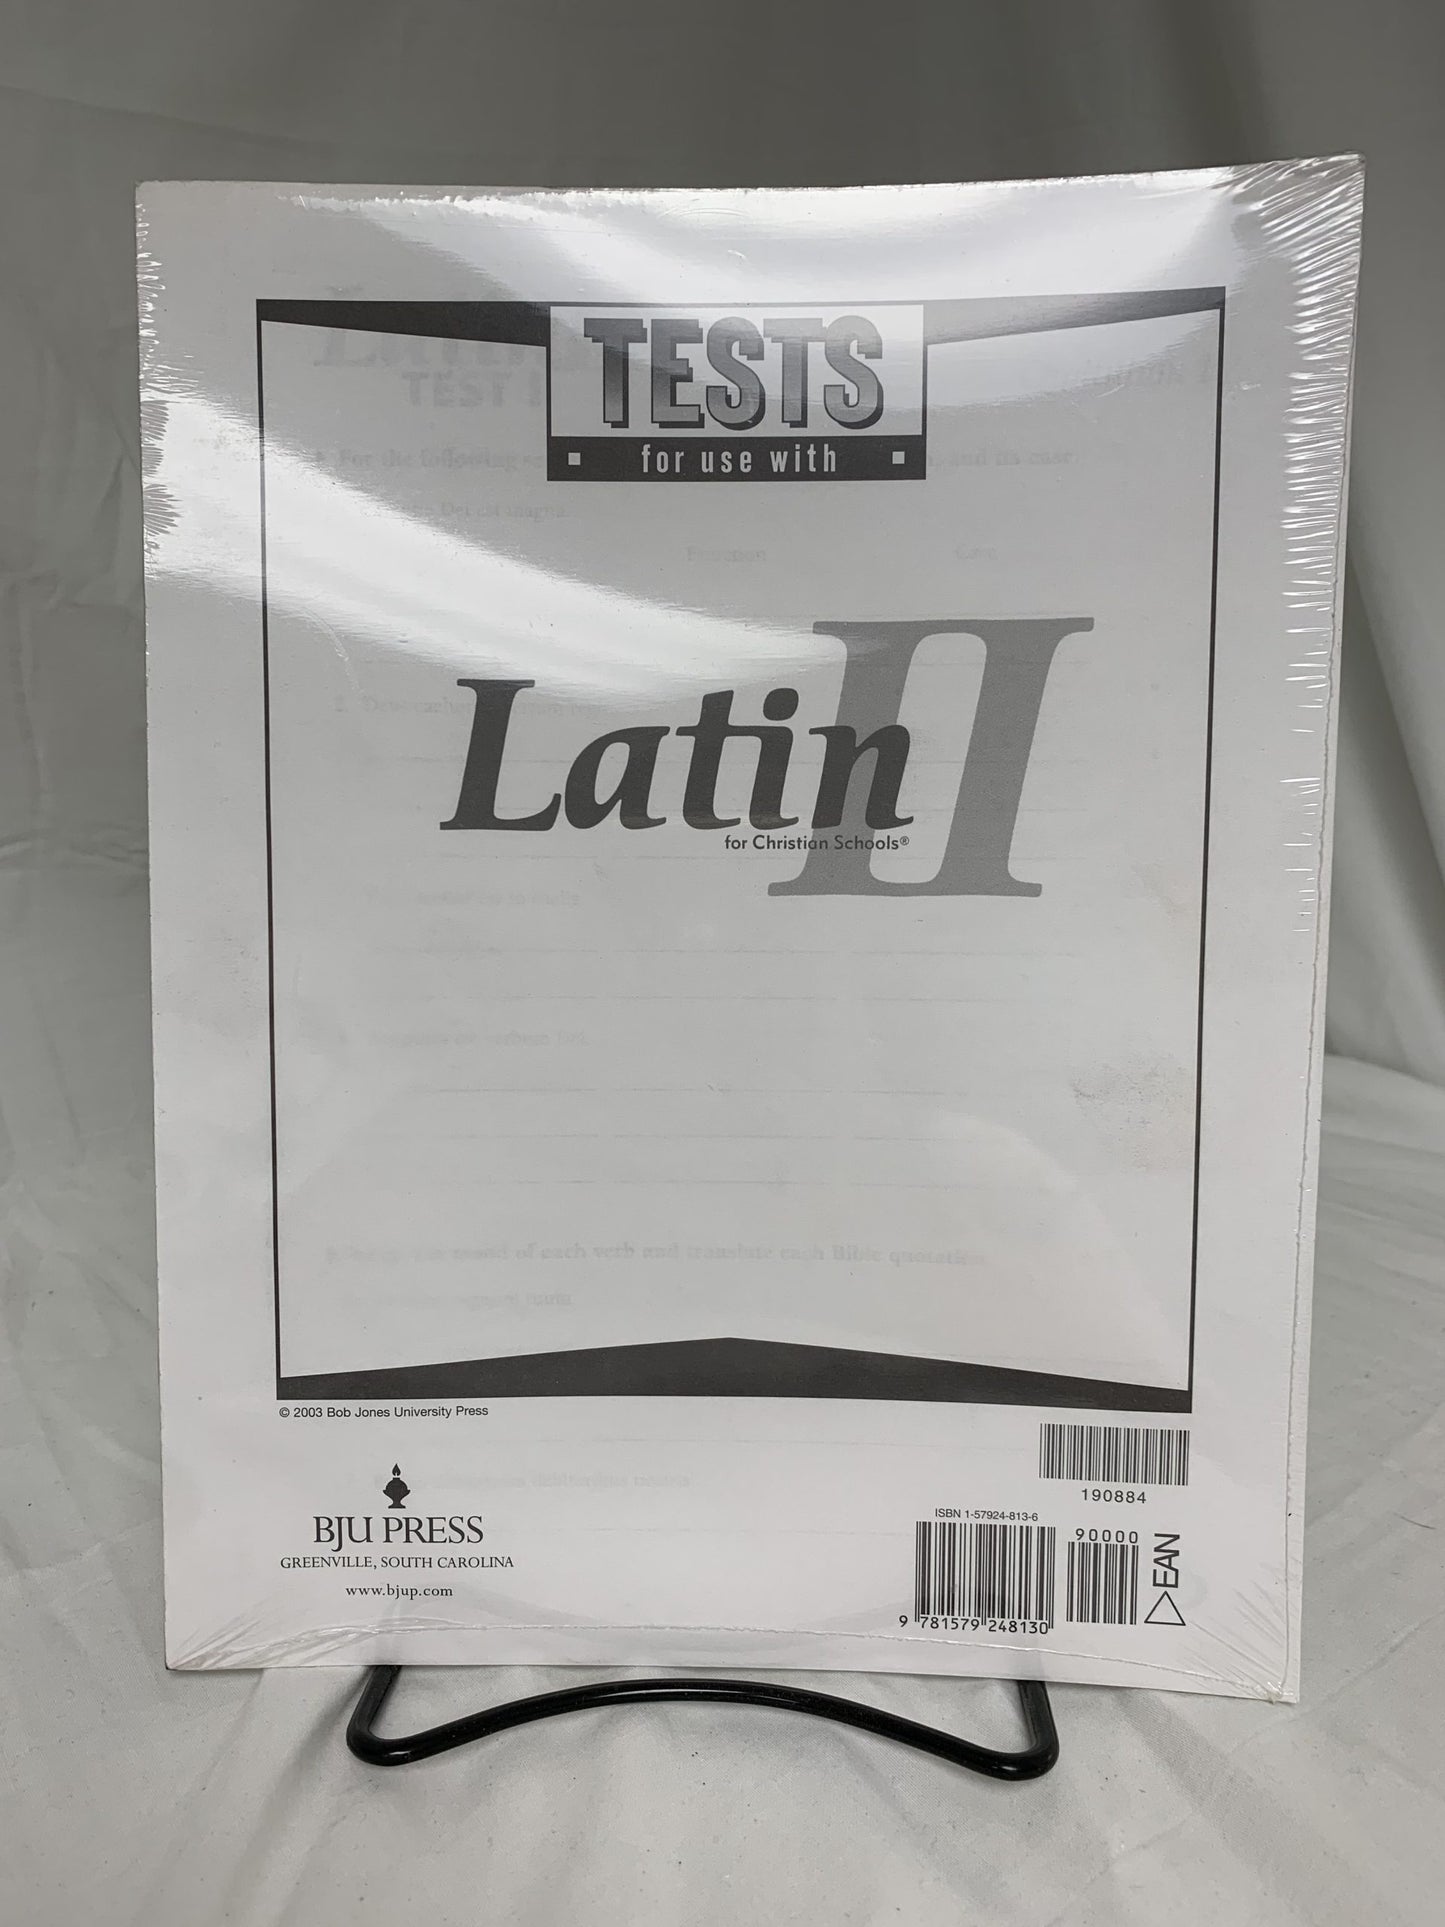 TESTS
for use with
Latin II
for Christian Schools®
© 2003 Bob Jones University Press
BJU PRESS
GREENVILLE, SOUTH CAROLINA
www.bjup.com
190884
ISBN 1-57924-813-6
90000
EAN
9 781579 248130